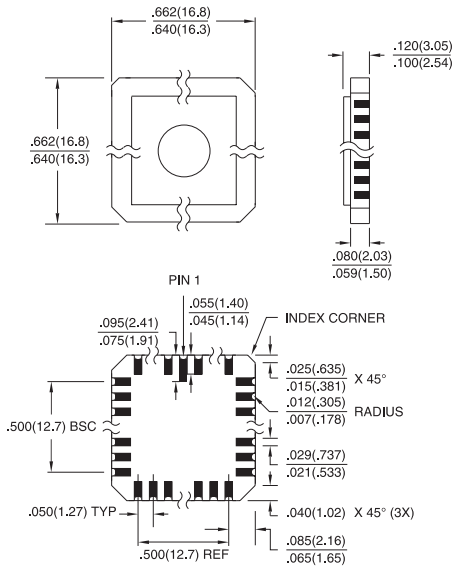 .662(16.8)
.640(16.3)
.120(3.05)
.100(2.54)
.662(16.8)
.640(16.3)
.080(2.03)
.059(1.50)
PIN 1
.055(1.40)
.045(1.14)
.095(2.41)
.075(1.91)
INDEX CORNER
.025(.635)
.015(.381)
X 45°
.012(.305)
.007(.178)
RADIUS
.500(12.7) BSC
.029(.737)
.021(.533)
.050(1.27) TYP
.040(1.02) X 45° (3X)
.500(12.7) REF
.085(2.16)
.065(1.65)